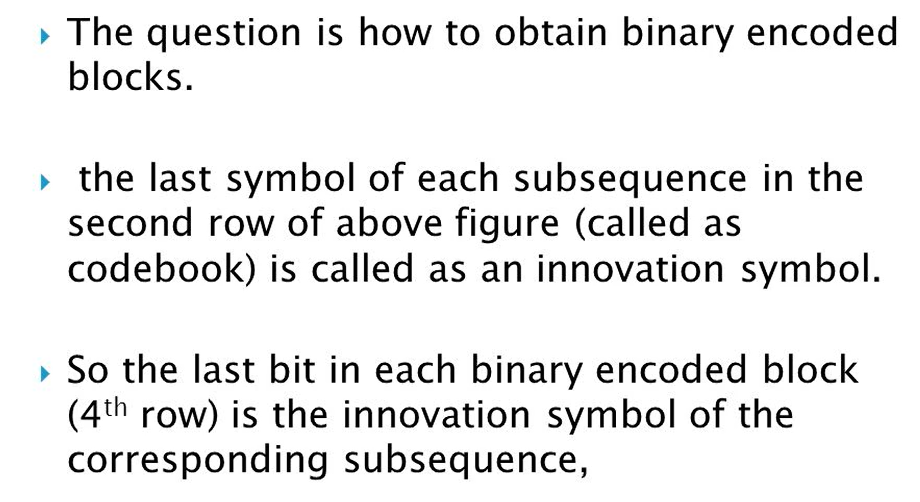 The question is how to obtain binary encoded
blocks.
the last symbol of each subsequence in the
second row of above figure (called as
codebook) is called as an innovation symbol.
So the last bit in each binary encoded block
(4th row) is the innovation symbol of the
corresponding subsequence,